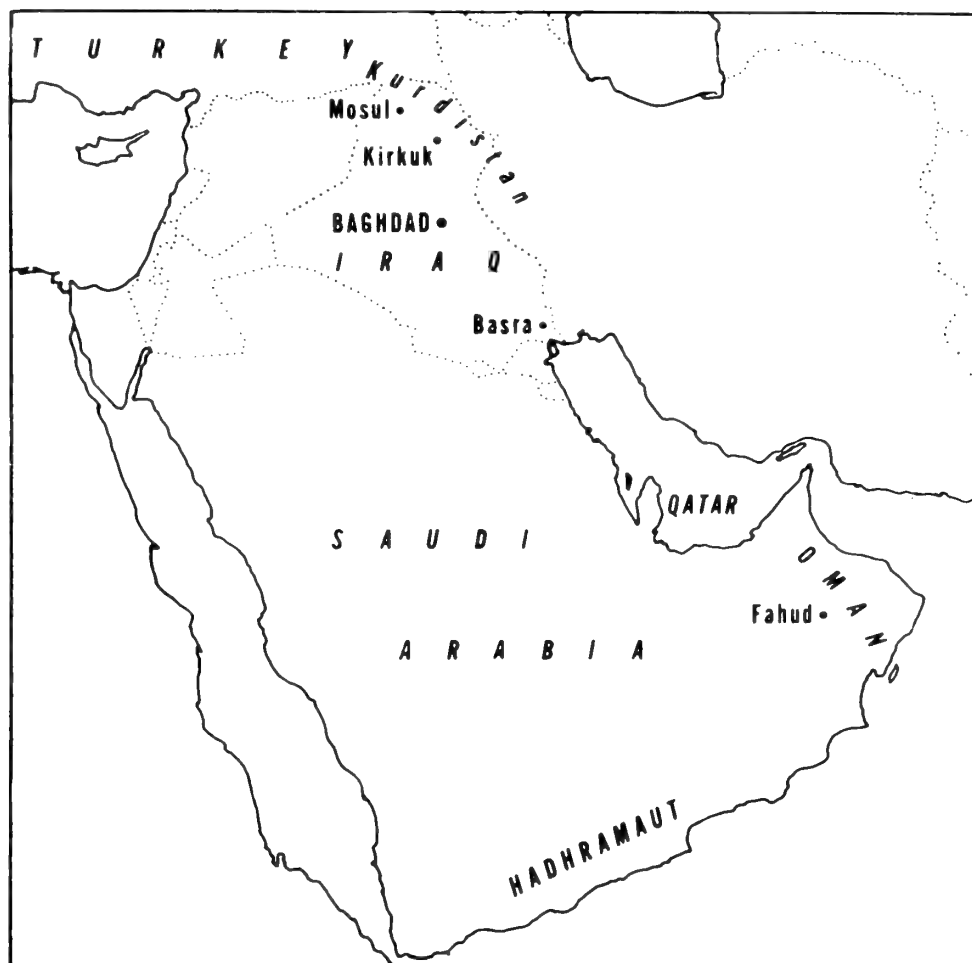 TURKEY
Kurdistan
Mosul
Kirkuk
BAGHDAD
IRAQ
Basra
QATAR
SAUDI
OMAN
Fahud
ARABIA
HADHRAMAUT